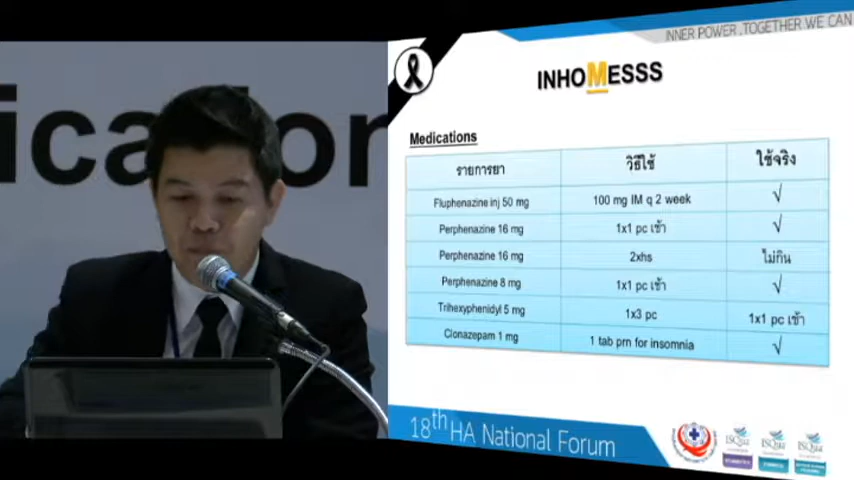 INNER POWER ,TOGETHER WE CAN
INHOMESSS
ication
Medications
รายการยา วิธีใช้ ใช้จริง
Fluphenazine inj 50 mg 100 mg IM q 2 week √
Perphenazine 16 mg 1x1 pc เช้า √
Perphenazine 16 mg 2xhs ไม่กิน
Perphenazine 8 mg 1x1 pc เช้า √
Trihexyphenidyl 5 mg 1x3 pc 1x1 pc เช้า
Clonazepam 1 mg 1 tab prn for insomnia √
18th HA National Forum
ISQua ISQua ISQua